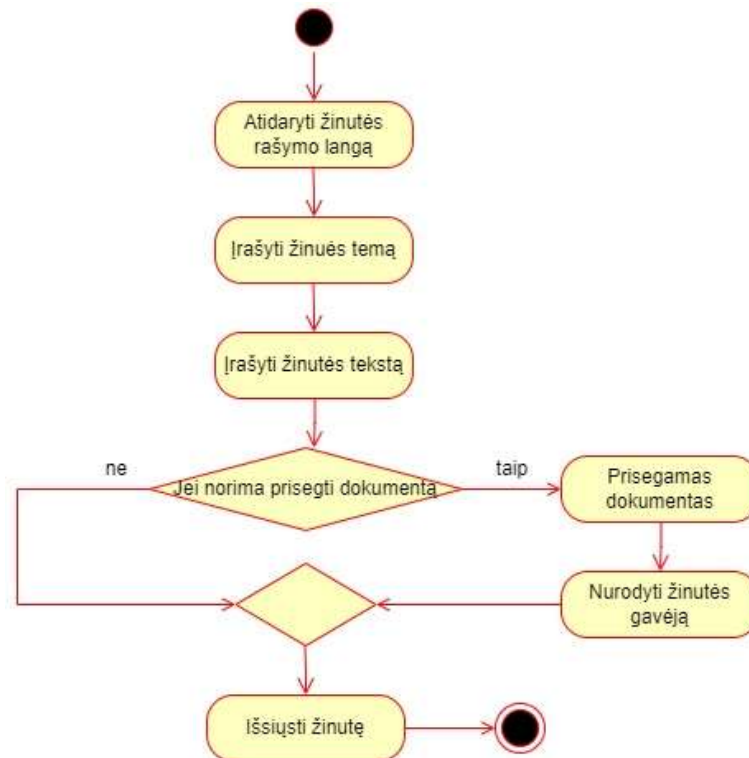 Atidaryti žinutės
rašymo langą
Įrašyti žinuės temą
Įrašyti žinutės tekstą
ne
Jei norima prisegti dokumentą
taip
Prisegamas
dokumentas
Nurodyti žinutės
gavėją
Išsiųsti žinutę